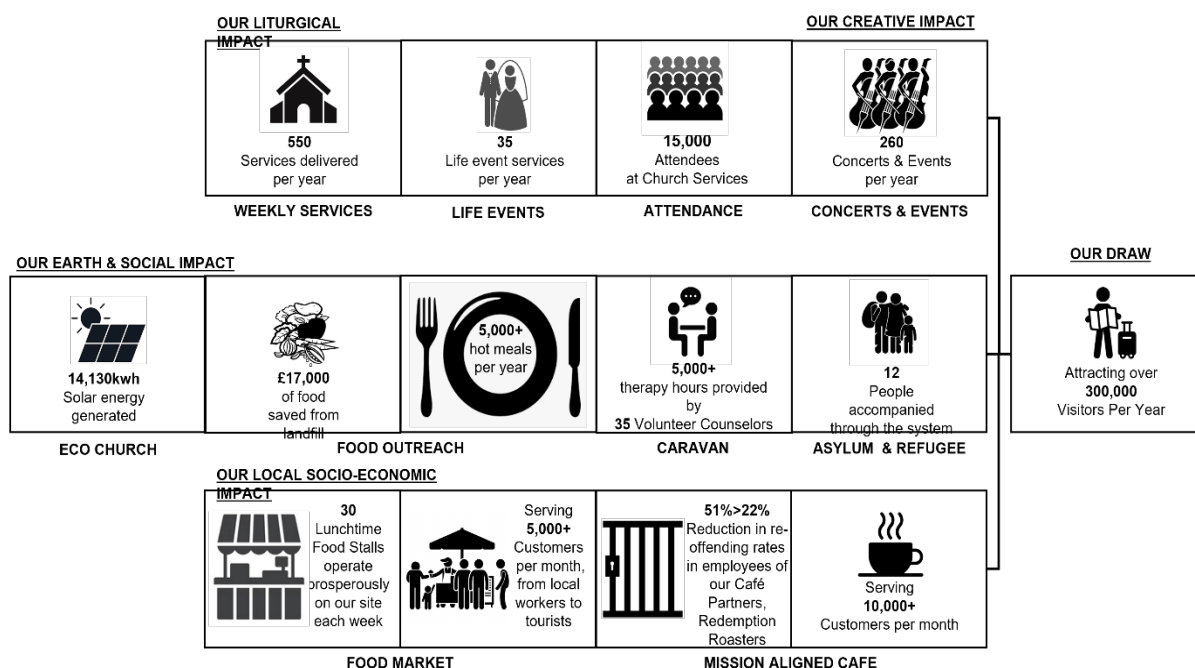 OUR LITURGICAL
IMPACT
OUR CREATIVE IMPACT
550
Services delivered
per year
35
Life event services
per year
15,000
Attendees
at Church Services
260
Concerts & Events
per year
WEEKLY SERVICES
LIFE EVENTS
ATTENDANCE
CONCERTS & EVENTS
OUR EARTH & SOCIAL IMPACT
OUR DRAW
14,130kwh
Solar energy
generated
£17,000
of food
saved from
landfill
5,000+
hot meals
per year
5,000+
therapy hours provided
by
35 Volunteer Counselors
12
People
accompanied
through the system
Attracting over
300,000
Visitors Per Year
ECO CHURCH
FOOD OUTREACH
CARAVAN
ASYLUM & REFUGEE
OUR LOCAL SOCIO-ECONOMIC
IMPACT
30
Lunchtime
Food Stalls
operate
prosperously
on our site
each week
Serving
5,000+
Customers
per month,
from local
workers to
tourists
51%>22%
Reduction in re-
offending rates
in employees of
our Café
Partners,
Redemption
Roasters
Serving
10,000+
Customers per month
FOOD MARKET
MISSION ALIGNED CAFE